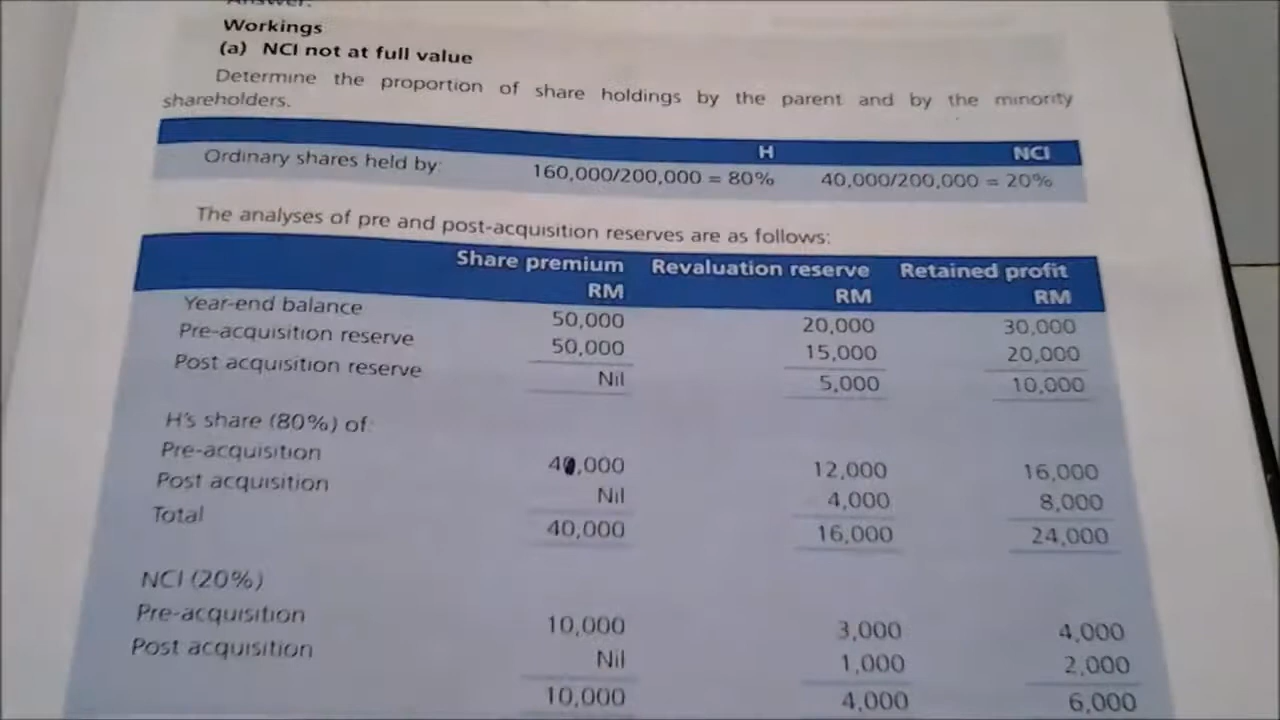 Answer:
Workings
(a) NCI not at full value
Determine the proportion of share holdings by the parent and by the minority
shareholders.
H NCI
Ordinary shares held by: 160,000/200,000 = 80% 40,000/200,000 = 20%
The analyses of pre and post-acquisition reserves are as follows:
Share premium Revaluation reserve Retained profit
RM RM RM
Year-end balance 50,000 20,000 30,000
Pre-acquisition reserve 50,000 15,000 20,000
Post acquisition reserve Nil 5,000 10,000
H's share (80%) of:
Pre-acquisition 40,000 12,000 16,000
Post acquisition Nil 4,000 8,000
Total 40,000 16,000 24,000
NCI (20%)
Pre-acquisition 10,000 3,000 4,000
Post acquisition Nil 1,000 2,000
10,000 4,000 6,000